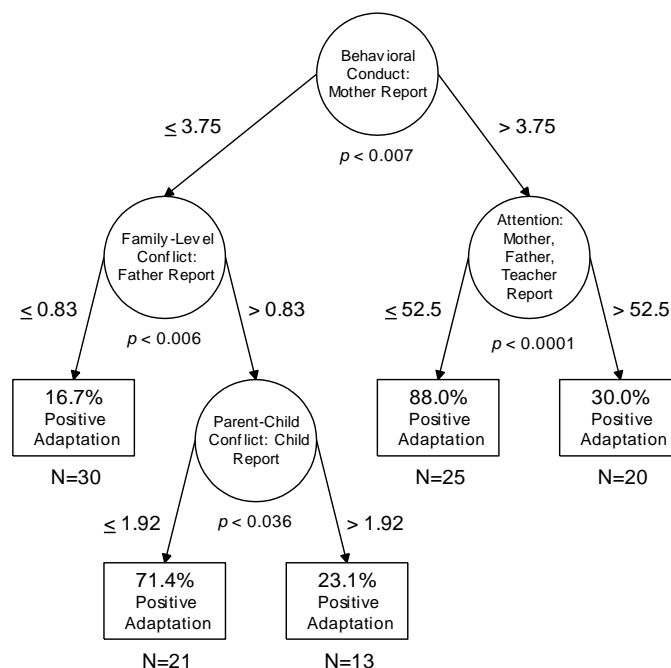 Behavioral
Conduct:
Mother Report
≤ 3.75
> 3.75
p < 0.007
Family-Level
Conflict:
Father Report
Attention:
Mother,
Father,
Teacher
Report
≤ 0.83
> 0.83
≤ 52.5
> 52.5
p < 0.006
p < 0.0001
16.7%
Positive
Adaptation
N=30
Parent-Child
Conflict: Child
Report
88.0%
Positive
Adaptation
N=25
30.0%
Positive
Adaptation
N=20
≤ 1.92
> 1.92
p < 0.036
71.4%
Positive
Adaptation
N=21
23.1%
Positive
Adaptation
N=13